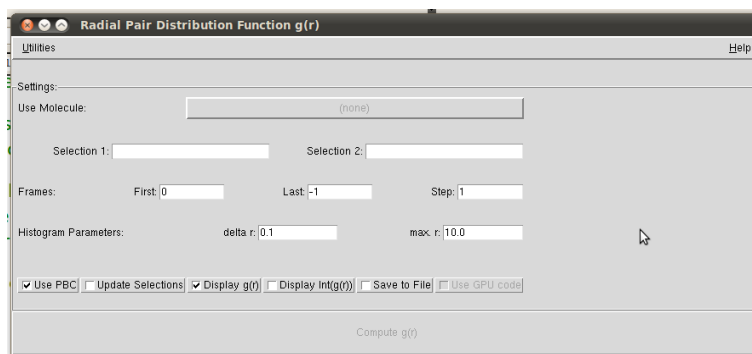 Radial Pair Distribution Function g(r)
Utilities Help
Settings:
Use Molecule: (none)
Selection 1: Selection 2:
Frames: First: 0 Last: -1 Step: 1
Histogram Parameters: delta r: 0.1 max. r: 10.0
Use PBC Update Selections Display g(r) Display Int(g(r)) Save to File Use GPU code
Compute g(r)